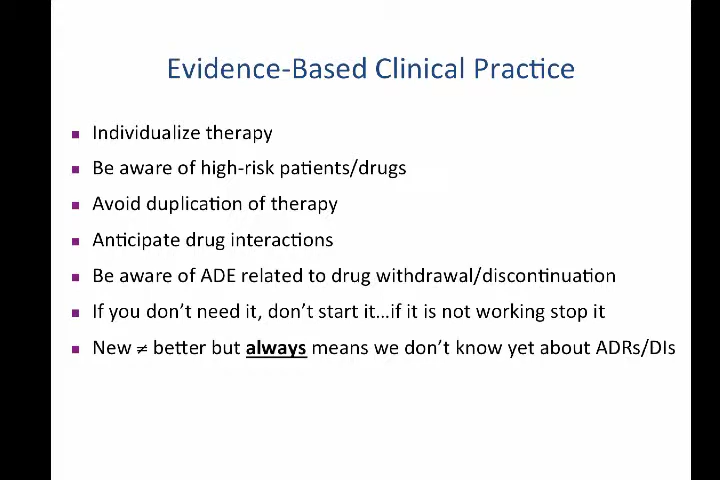 Evidence-Based Clinical Practice
Individualize therapy
Be aware of high-risk patients/drugs
Avoid duplication of therapy
Anticipate drug interactions
Be aware of ADE related to drug withdrawal/discontinuation
If you don't need it, don't start it…if it is not working stop it
New ≠ better but always means we don't know yet about ADRs/DIs